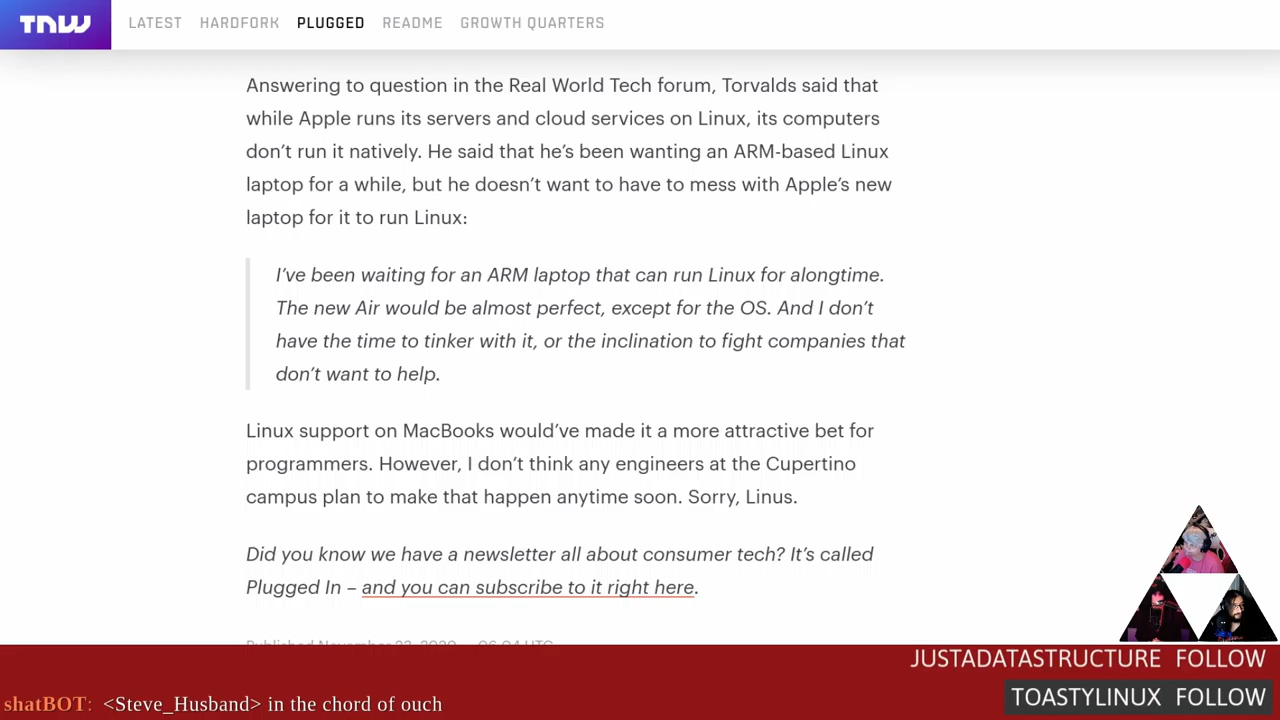 TNW LATEST HARDFORK PLUGGED README GROWTH QUARTERS
Answering to question in the Real World Tech forum, Torvalds said that
while Apple runs its servers and cloud services on Linux, its computers
don’t run it natively. He said that he’s been wanting an ARM-based Linux
laptop for a while, but he doesn’t want to have to mess with Apple’s new
laptop for it to run Linux:
I’ve been waiting for an ARM laptop that can run Linux for alongtime.
The new Air would be almost perfect, except for the OS. And I don’t
have the time to tinker with it, or the inclination to fight companies that
don’t want to help.
Linux support on MacBooks would’ve made it a more attractive bet for
programmers. However, I don’t think any engineers at the Cupertino
campus plan to make that happen anytime soon. Sorry, Linus.
Did you know we have a newsletter all about consumer tech? It’s called
Plugged In – and you can subscribe to it right here.
JUSTADATASTRUCTURE FOLLOW
TOASTYLINUX FOLLOW
shatBOT: <Steve_Husband> in the chord of ouch